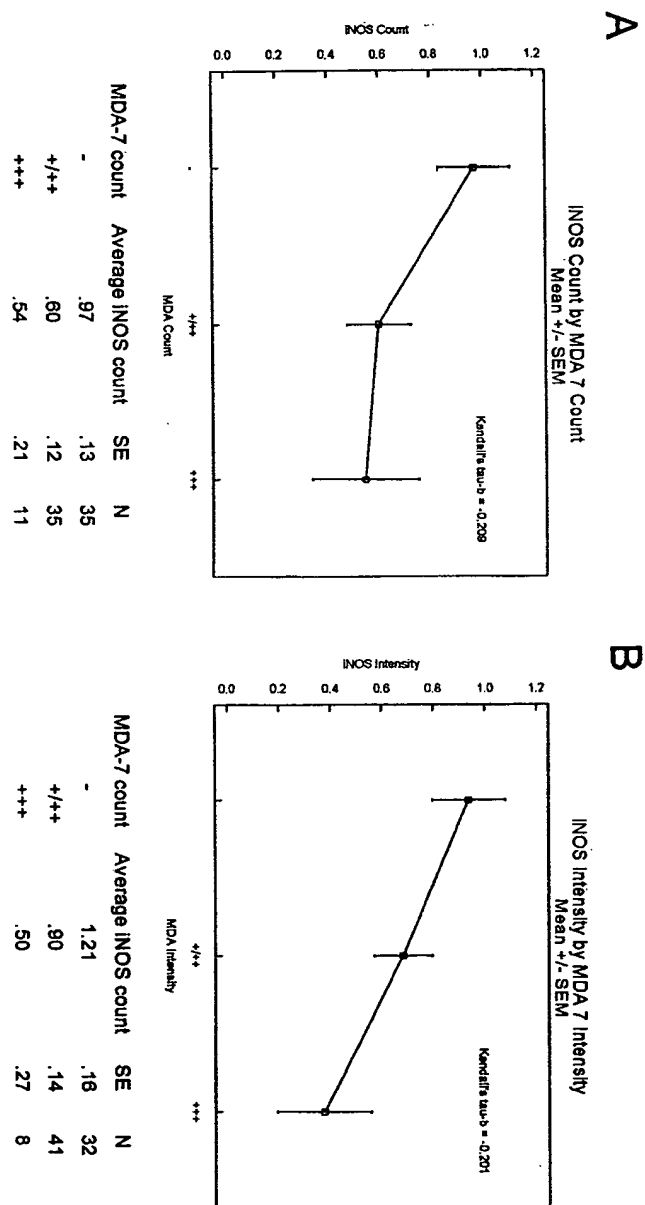 A
INOS Count by MDA 7 Count
Mean +/- SEM
Kendall's tau-b = -0.209
INOS Count
1.2
1.0
0.8
0.6
0.4
0.2
0.0
- +/++ +++
MDA Count
MDA-7 count Average iNOS count SE N
- .97 .13 35
+/++ .60 .12 35
+++ .54 .21 11
B
INOS Intensity by MDA 7 Intensity
Mean +/- SEM
Kendall's tau-b = -0.201
INOS Intensity
1.2
1.0
0.8
0.6
0.4
0.2
0.0
- +/++ +++
MDA Intensity
MDA-7 count Average iNOS count SE N
- 1.21 .16 32
+/++ .90 .14 41
+++ .50 .27 8